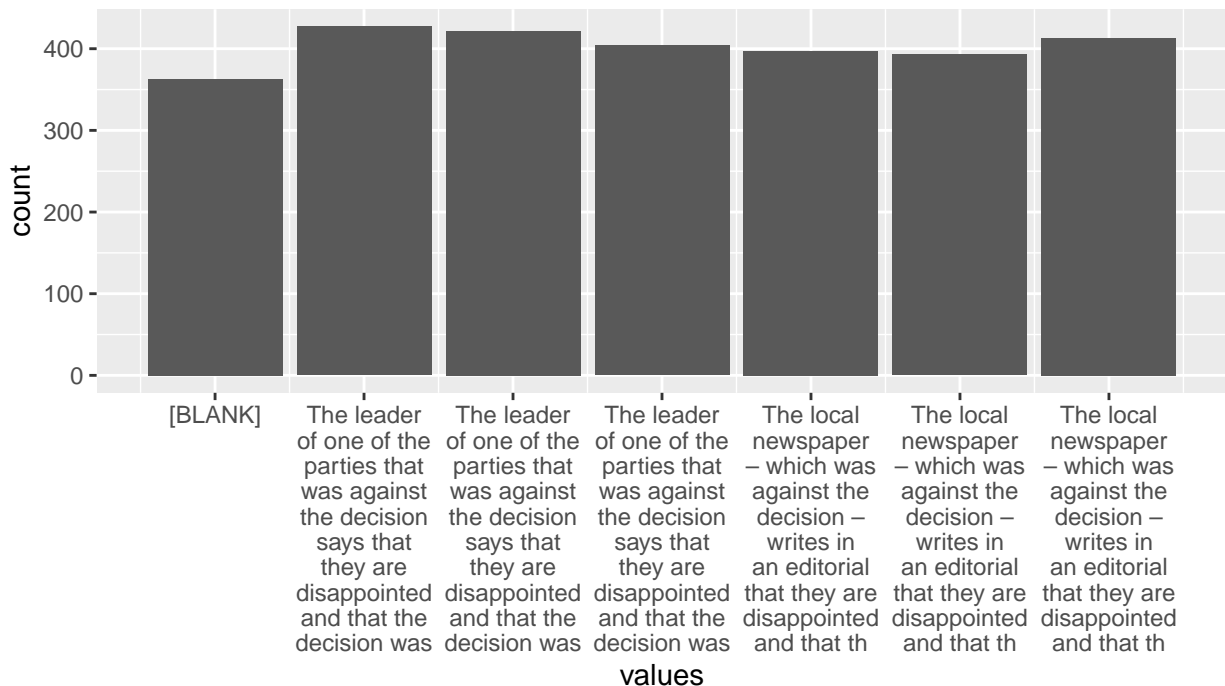 400
300
200
100
0
count
[BLANK]
The leader
of one of the
parties that
was against
the decision
says that
they are
disappointed
and that the
decision was
The leader
of one of the
parties that
was against
the decision
says that
they are
disappointed
and that the
decision was
The leader
of one of the
parties that
was against
the decision
says that
they are
disappointed
and that the
decision was
The local
newspaper
– which was
against the
decision –
writes in
an editorial
that they are
disappointed
and that th
The local
newspaper
– which was
against the
decision –
writes in
an editorial
that they are
disappointed
and that th
The local
newspaper
– which was
against the
decision –
writes in
an editorial
that they are
disappointed
and that th
values